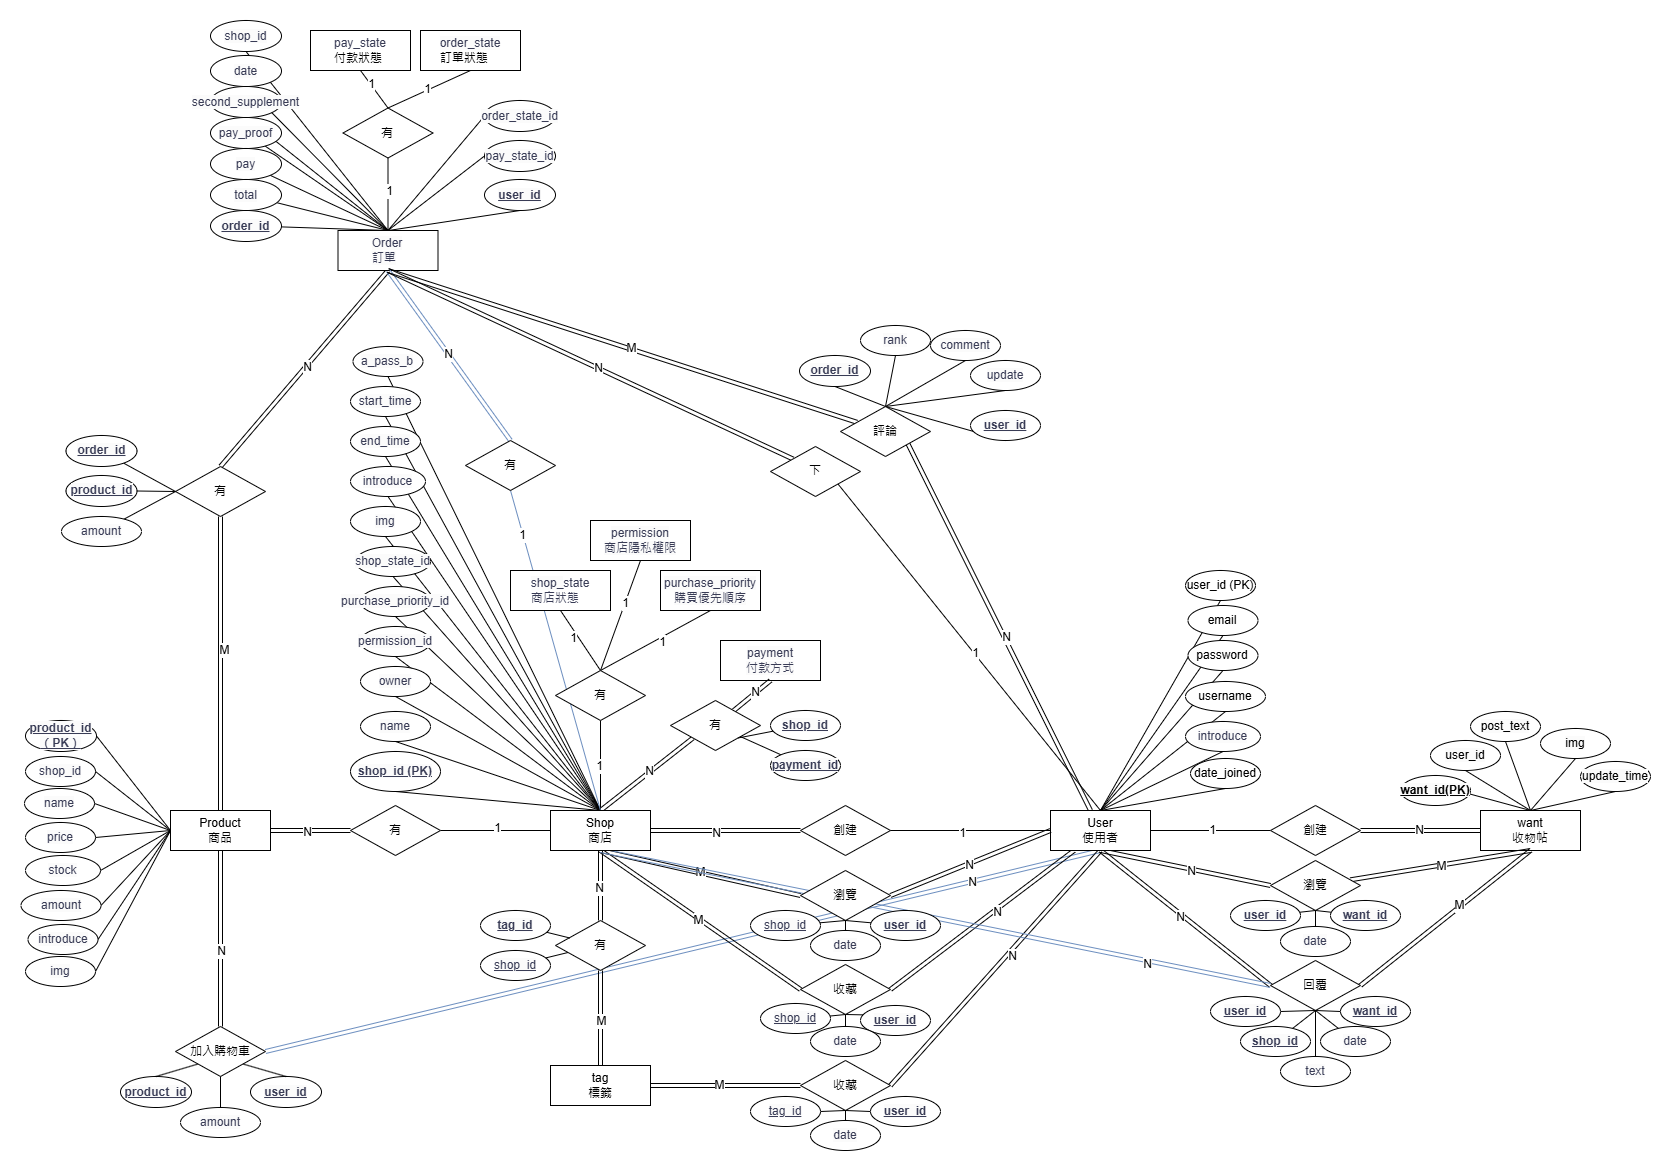 shop_id
date
second_supplement
pay_proof
pay
total
order_id
pay_state
付款狀態
order_state
訂單狀態
1
1
有
1
order_state_id
pay_state_id
user_id
Order
訂單
N
N
N
M
rank
comment
order_id
update
user_id
評論
下
有
1
a_pass_b
start_time
end_time
introduce
img
shop_state_id
purchase_priority_id
permission_id
owner
name
shop_id (PK)
order_id
product_id
amount
有
M
permission
商店隱私權限
shop_state
商店狀態
purchase_priority
購買優先順序
1
1
1
有
1
payment
付款方式
N
有
N
shop_id
payment_id
N
1
user_id (PK)
email
password
username
introduce
date_joined
post_text
user_id
img
want_id(PK)
update_time
product_id
( PK )
shop_id
name
price
stock
amount
introduce
img
Product
商品
N
有
1
Shop
商店
N
創建
1
User
使用者
1
創建
N
want
收物帖
M
瀏覽
N
N
shop_id
user_id
date
N
瀏覽
M
user_id
want_id
date
N
tag_id
有
shop_id
M
M
收藏
N
shop_id
user_id
date
N
N
M
回覆
user_id
want_id
shop_id
date
text
N
加入購物車
product_id
user_id
amount
tag
標籤
M
收藏
N
tag_id
user_id
date